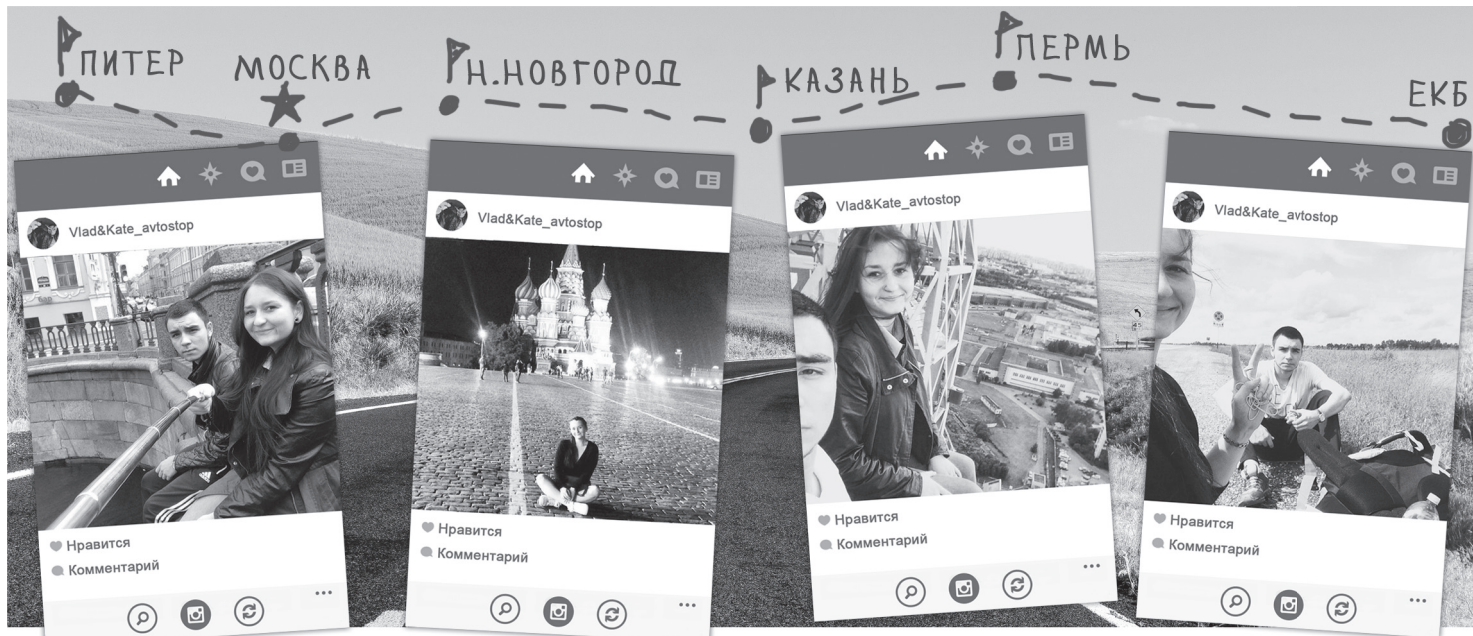 ПИТЕР
МОСКВА
Н.НОВГОРОД
КАЗАНЬ
ПЕРМЬ
ЕКБ
Vlad&Kate_avtostop
Нравится
Комментарий
Vlad&Kate_avtostop
Нравится
Комментарий
Vlad&Kate_avtostop
Нравится
Комментарий
Vlad&Kate_avtostop
Нравится
Комментарий